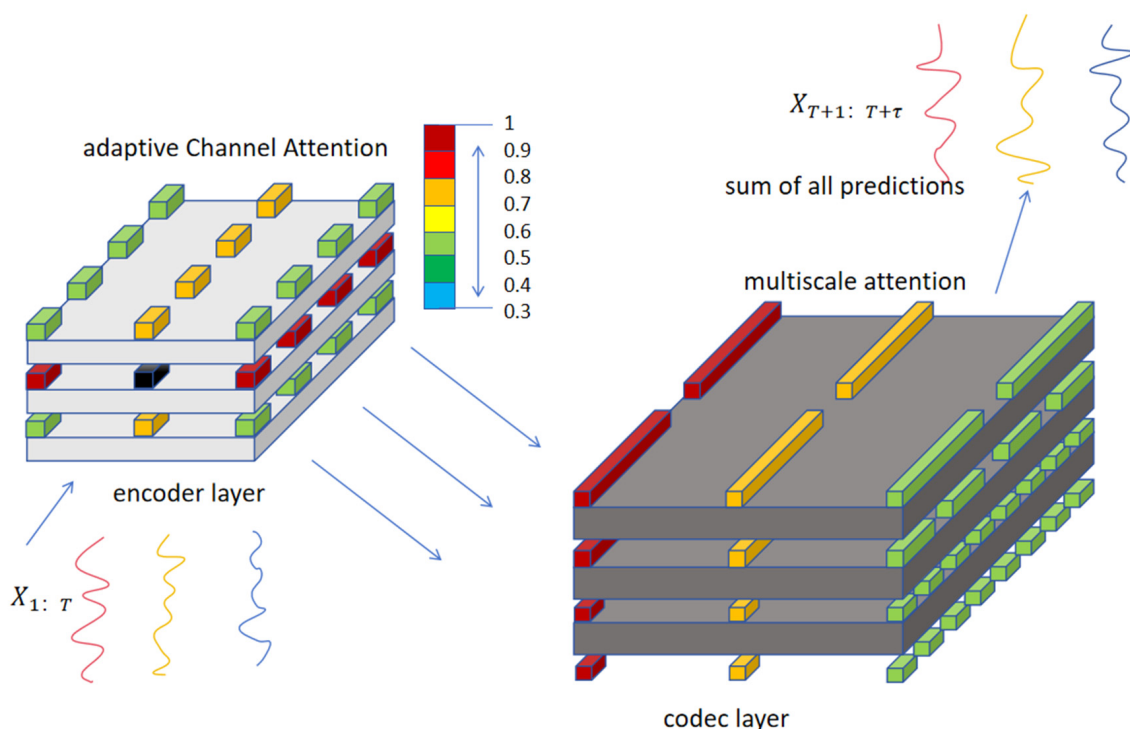 X_{T+1: T+τ}
sum of all predictions
adaptive Channel Attention
1
0.9
0.8
0.7
0.6
0.5
0.4
0.3
multiscale attention
encoder layer
X_{1: T}
codec layer